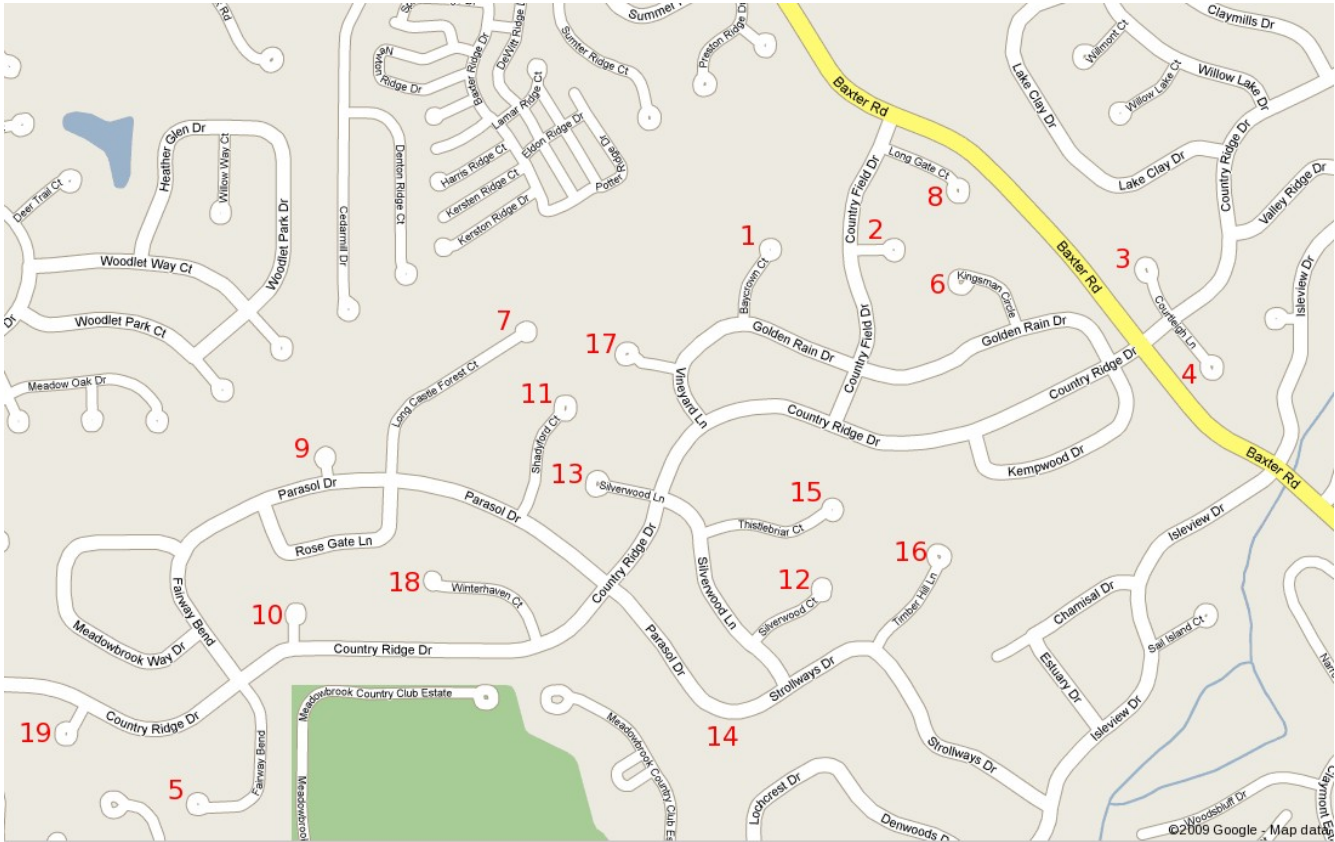 Claymills Dr
Summer
Preston Ridge Dr
Sumter Ridge Ct
DeWitt Ridge
Baxter Ridge Dr
Newton
Ridge Dr
Willmont Ct
Willow Lake Dr
Willow Lake Ct
Lake Clay Dr
Lake Clay Dr
Baxter Rd
Rd
Lamar Ridge Ct
Eldon Ridge Dr
Potter
Ridge Dr
Harris Ridge Ct
Kersten Ridge Ct
Kerston Ridge Dr
Denton Ridge Ct
Cedarmill Dr
Heather Glen Dr
Willow Way Ct
Deer Trail Ct
Woodlet Park Dr
Woodlet Way Ct
Woodlet Park Ct
Dr
Meadow Oak Dr
Long Gate Ct
8
Country Field Dr
2
1
Baycrown Ct
Country Ridge Dr
Valley Ridge Dr
Baxter Rd
3
Courtleigh Ln
4
Isleview Dr
6
Kingsman Circle
Golden Rain Dr
Golden Rain Dr
Country Field Dr
7
17
Vineyard Ln
Long Castle Forest Ct
11
Shadyford Ct
Country Ridge Dr
Country Ridge Dr
Kempwood Dr
Baxter Rd
9
Parasol Dr
Parasol Dr
Rose Gate Ln
13
Silverwood Ln
15
Thistlebriar Ct
Isleview Dr
16
Timber Hill Ln
12
Silverwood Ct
Silverwood Ln
Country Ridge Dr
18
Winterhaven Ct
10
Fairway Bend
Meadowbrook Way Dr
Country Ridge Dr
Parasol Dr
Strollways Dr
Chamisal Dr
Sail Island Ct
Estuary Dr
Isleview Dr
Meadowbrook Country Club Estate
Meadowbrook Country Club Est
14
19
Country Ridge Dr
5
Fairway Bend
Meadowbrook
Strollways Dr
Lochcrest Dr
Denwoods D
Woodsbluff Dr
Claymont Est
©2009 Google - Map data